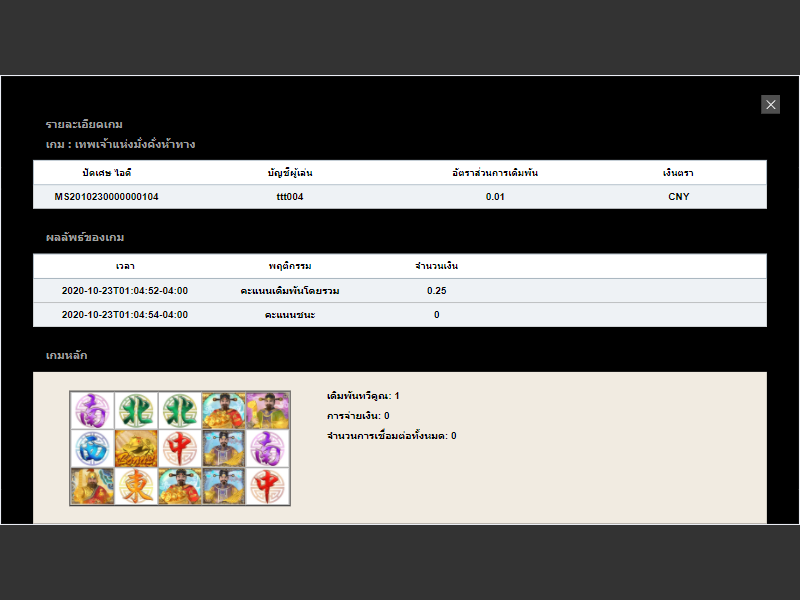 รายละเอียดเกม
เกม : เทพเจ้าแห่งมั่งคั่งห้าทาง
ปัดเศษ ไอดี บัญชีผู้เล่น อัตราส่วนการเดิมพัน เงินตรา
MS2010230000000104 ttt004 0.01 CNY
ผลลัพธ์ของเกม
เวลา พฤติกรรม จำนวนเงิน
2020-10-23T01:04:52-04:00 คะแนนเดิมพันโดยรวม 0.25
2020-10-23T01:04:54-04:00 คะแนนชนะ 0
เกมหลัก
เดิมพันทวีคูณ: 1
การจ่ายเงิน: 0
จำนวนการเชื่อมต่อทั้งหมด: 0
南 北 北
西 中 南
東 中